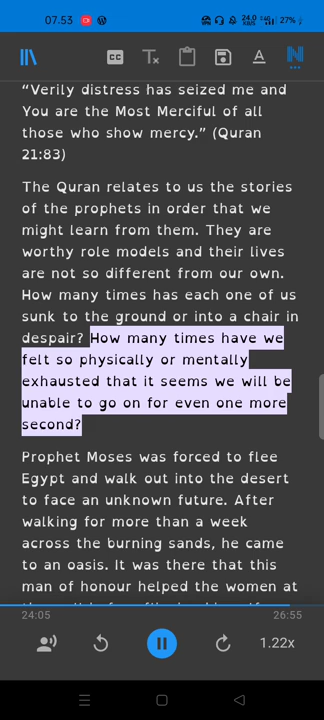 07.53
24.0
KB/s
27%
CC
A
“Verily distress has seized me and
You are the Most Merciful of all
those who show mercy.” (Quran
21:83)
The Quran relates to us the stories
of the prophets in order that we
might learn from them. They are
worthy role models and their lives
are not so different from our own.
How many times has each one of us
sunk to the ground or into a chair in
despair? How many times have we
felt so physically or mentally
exhausted that it seems we will be
unable to go on for even one more
second?
Prophet Moses was forced to flee
Egypt and walk out into the desert
to face an unknown future. After
walking for more than a week
across the burning sands, he came
to an oasis. It was there that this
man of honour helped the women at
24:05
26:55
1.22x